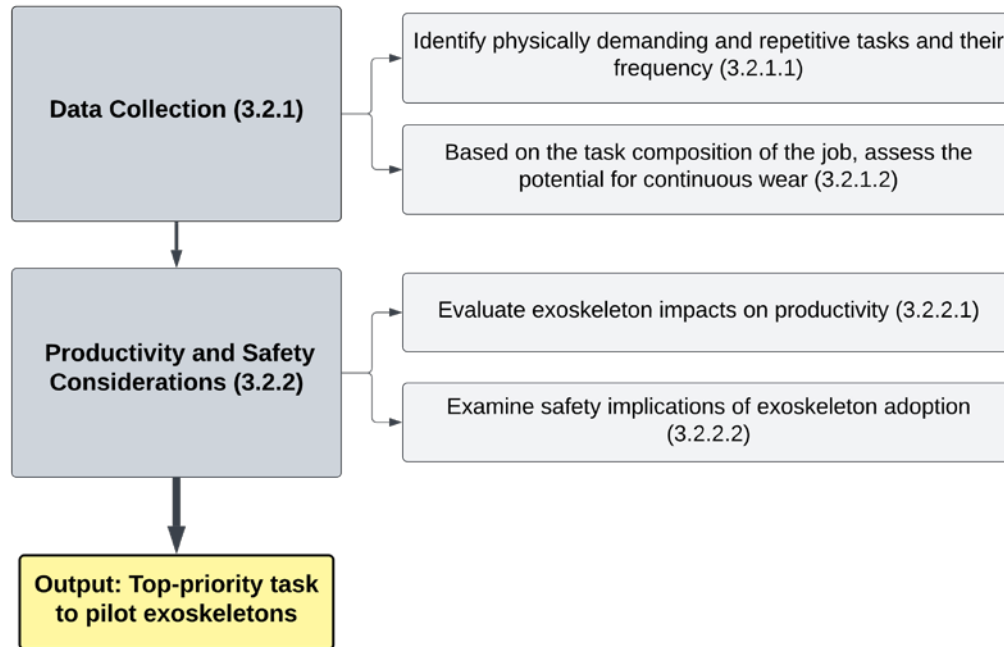 Data Collection (3.2.1)
Identify physically demanding and repetitive tasks and their
frequency (3.2.1.1)
Based on the task composition of the job, assess the
potential for continuous wear (3.2.1.2)
Productivity and Safety
Considerations (3.2.2)
Evaluate exoskeleton impacts on productivity (3.2.2.1)
Examine safety implications of exoskeleton adoption
(3.2.2.2)
Output: Top-priority task
to pilot exoskeletons